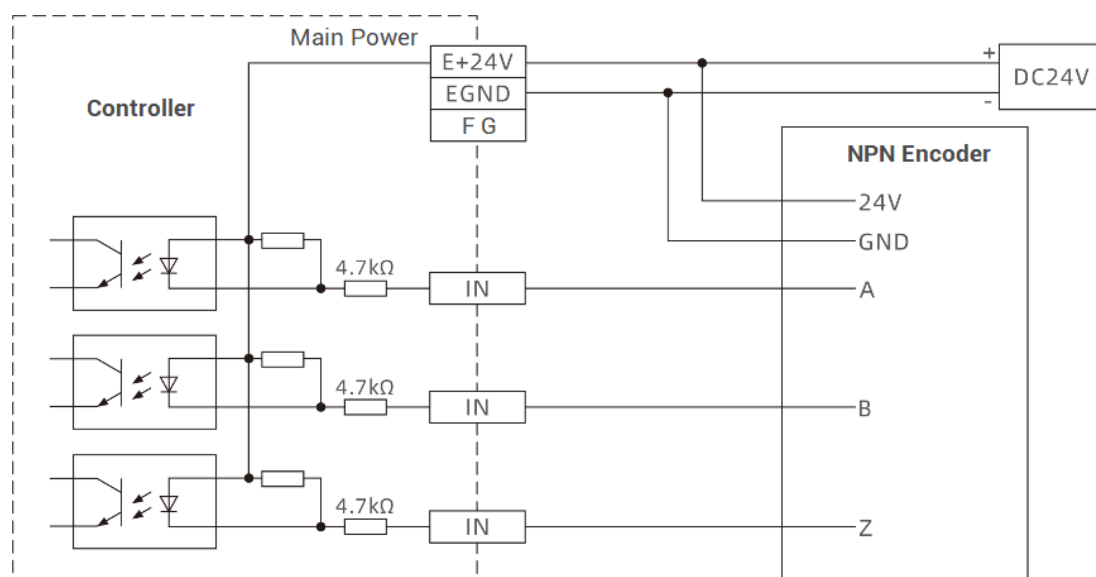 Main Power
E+24V
EGND
F G
+
-
DC24V
Controller
NPN Encoder
24V
GND
4.7kΩ
IN
A
4.7kΩ
IN
B
4.7kΩ
IN
Z